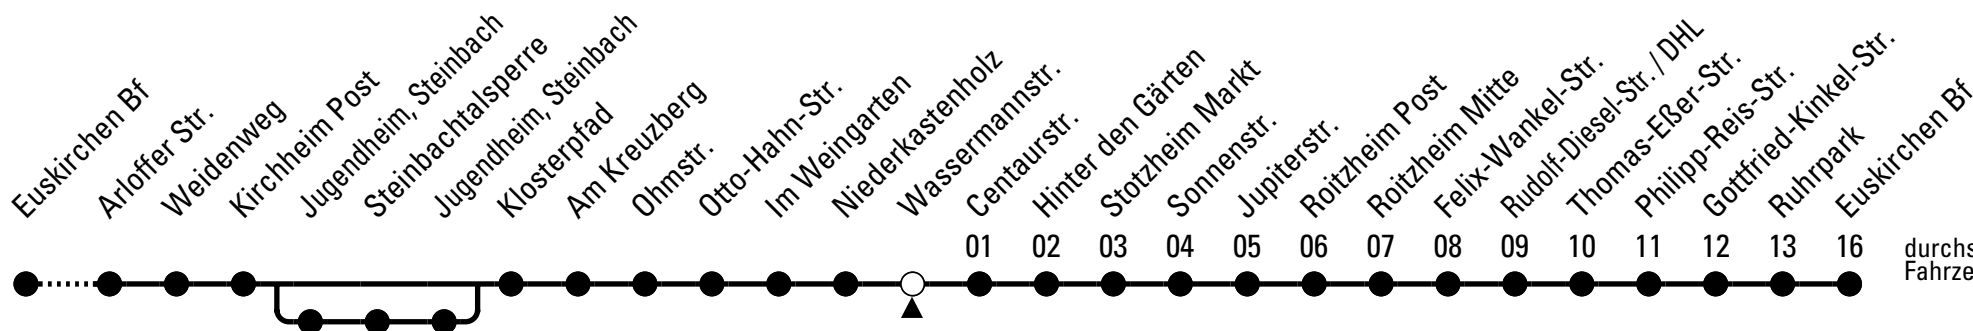 Euskirchen Bf
Arloffer Str.
Weidenweg
Kirchheim Post
Jugendheim, Steinbach
Steinbachtalsperre
Jugendheim, Steinbach
Klosterpfad
Am Kreuzberg
Ohmstr.
Otto-Hahn-Str.
Im Weingarten
Niederkastenholz
Wassermannstr.
Centaurstr.
Hinter den Gärten
Stotzheim Markt
Sonnenstr.
Jupiterstr.
Roitzheim Post
Roitzheim Mitte
Felix-Wankel-Str.
Rudolf-Diesel-Str. / DHL
Thomas-Eßer-Str.
Philipp-Reis-Str.
Gottfried-Kinkel-Str.
Ruhrpark
Euskirchen Bf
01 02 03 04 05 06 07 08 09 10 11 12 13 16
durchs
Fahrze